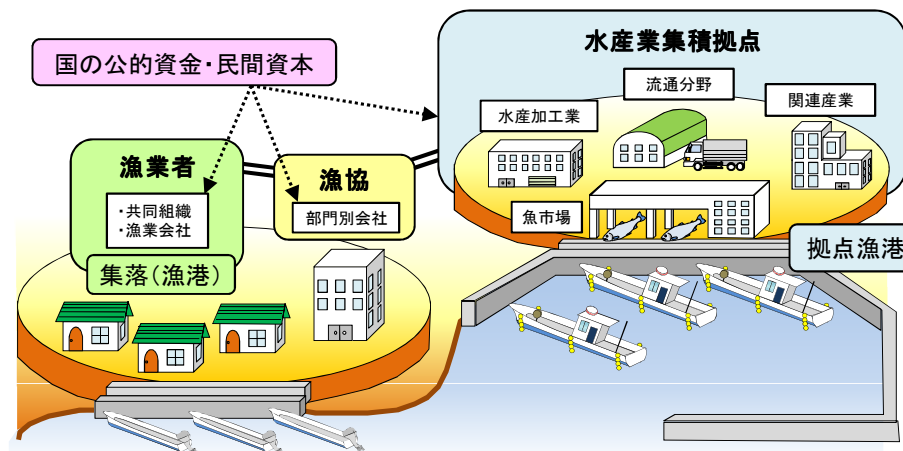 水産業集積拠点
国の公的資金・民間資本
流通分野
関連産業
水産加工業
漁業者
漁協
・共同組織
・漁業会社
部門別会社
魚市場
拠点漁港
集落(漁港)